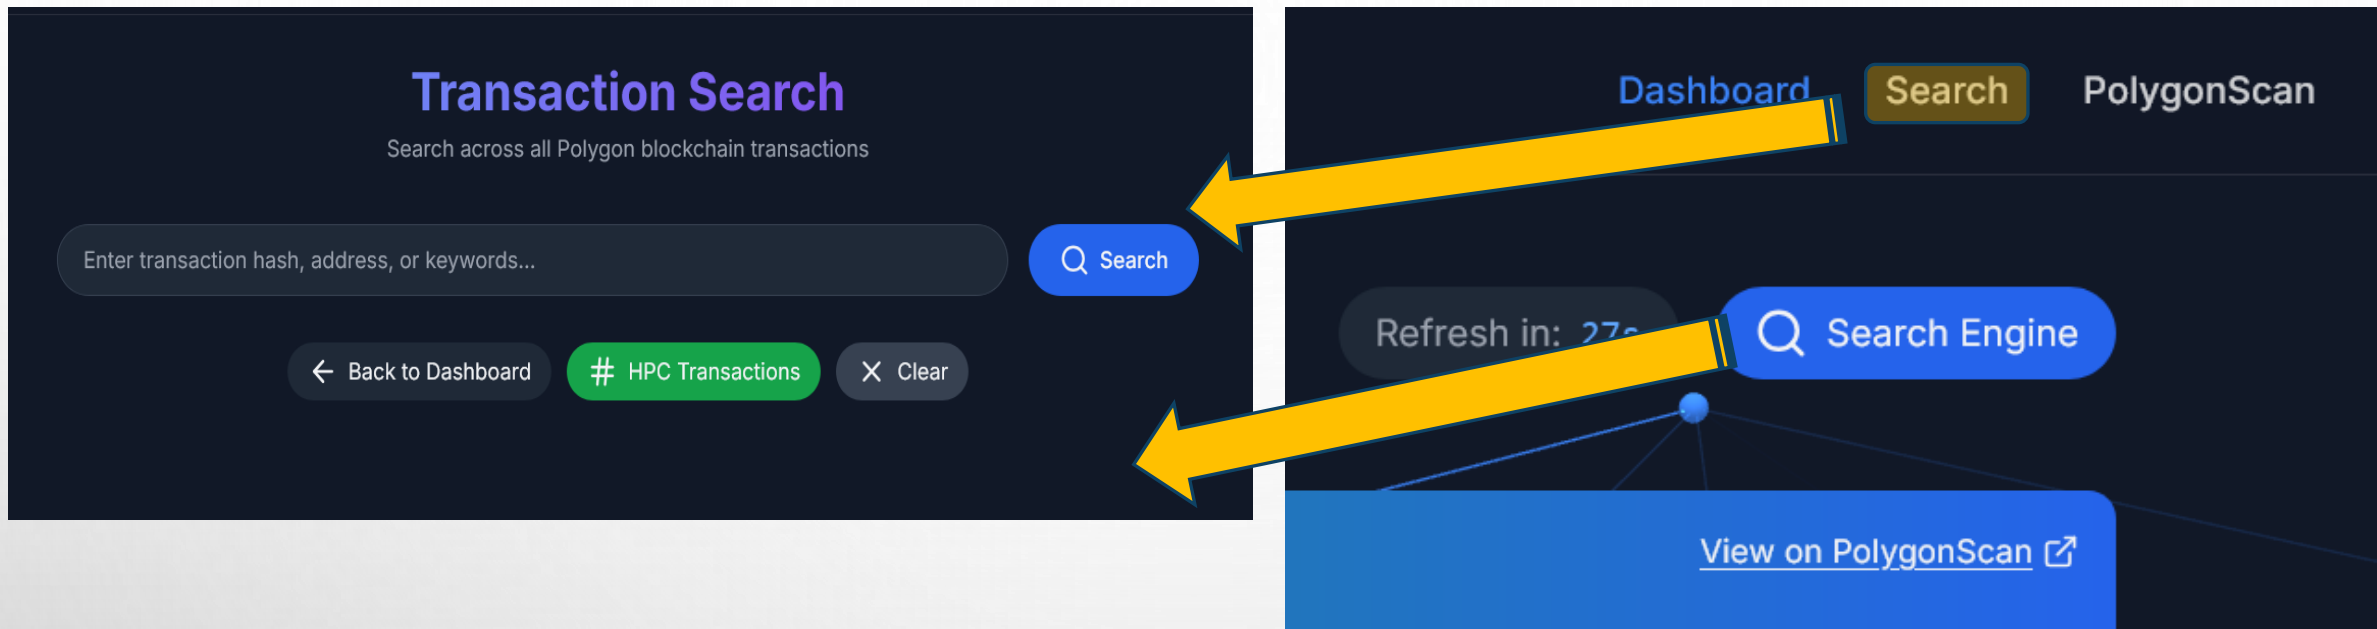 Transaction Search
Search across all Polygon blockchain transactions
Enter transaction hash, address, or keywords...
Search
Back to Dashboard
# HPC Transactions
Clear
Dashboard
Search
PolygonScan
Refresh in: 27s
Search Engine
View on PolygonScan